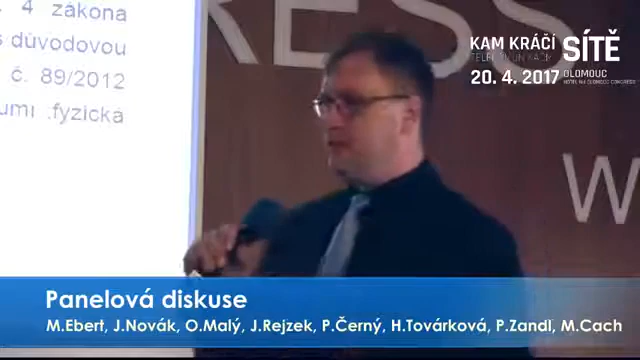 4 zákona
s důvodovou
č. 89/2012
fyzická
RESS
W
KAM KRÁČÍ
SÍTĚ
20. 4. 2017
OLOMOUC
Panelová diskuse
M.Ebert, J.Novák, O.Malý, J.Rejzek, P.Černý, H.Továrková, P.Zandl, M.Cach